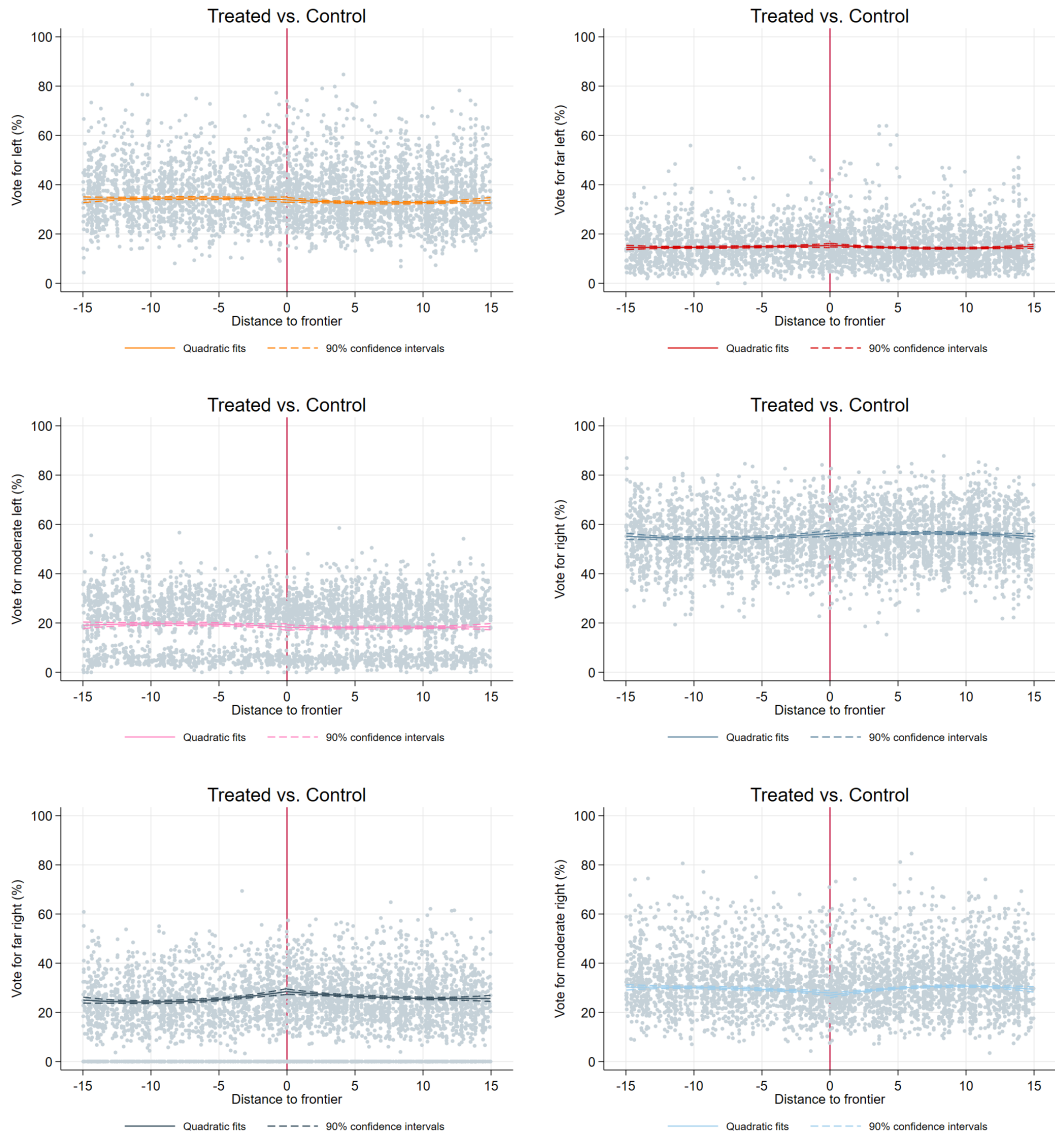 Treated vs. Control
100
80
60
40
20
0
Vote for left (%)
-15 -10 -5 0 5 10 15
Distance to frontier
Quadratic fits 90% confidence intervals
Treated vs. Control
100
80
60
40
20
0
Vote for far left (%)
-15 -10 -5 0 5 10 15
Distance to frontier
Quadratic fits 90% confidence intervals
Treated vs. Control
100
80
60
40
20
0
Vote for moderate left (%)
-15 -10 -5 0 5 10 15
Distance to frontier
Quadratic fits 90% confidence intervals
Treated vs. Control
100
80
60
40
20
0
Vote for right (%)
-15 -10 -5 0 5 10 15
Distance to frontier
Quadratic fits 90% confidence intervals
Treated vs. Control
100
80
60
40
20
0
Vote for far right (%)
-15 -10 -5 0 5 10 15
Distance to frontier
Quadratic fits 90% confidence intervals
Treated vs. Control
100
80
60
40
20
0
Vote for moderate right (%)
-15 -10 -5 0 5 10 15
Distance to frontier
Quadratic fits 90% confidence intervals